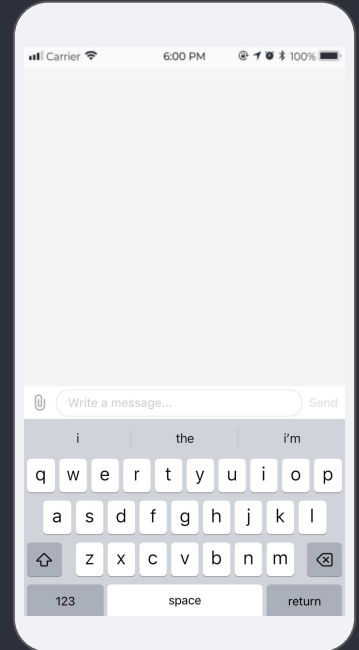 Carrier 6:00 PM 100%
Write a message... Send
i the i'm
q w e r t y u i o p
a s d f g h j k l
z x c v b n m
123 space return